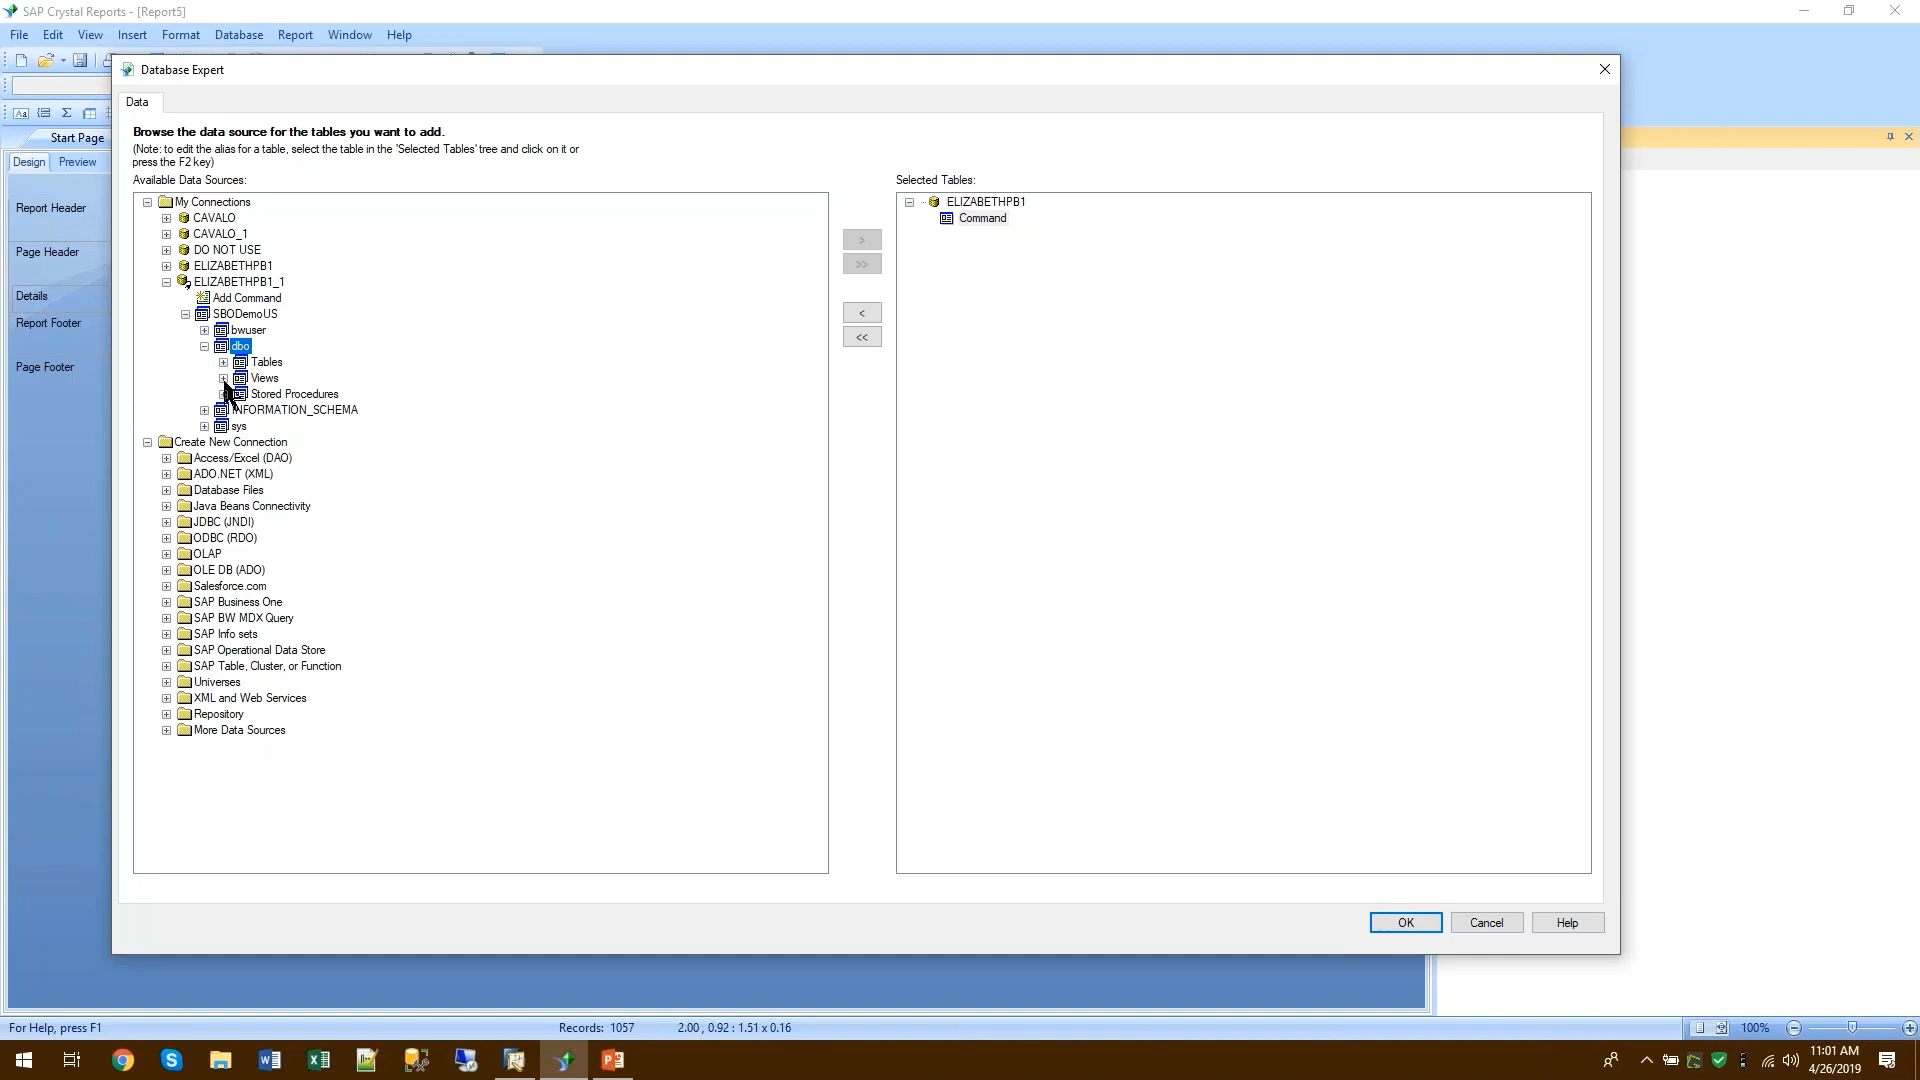 SAP Crystal Reports - [Report5]
File Edit View Insert Format Database Report Window Help
Database Expert
Data
Start Page
Browse the data source for the tables you want to add.
(Note: to edit the alias for a table, select the table in the 'Selected Tables' tree and click on it or
press the F2 key)
Design Preview
Available Data Sources:
Selected Tables:
My Connections
CAVALO
CAVALO_1
DO NOT USE
ELIZABETHPB1
ELIZABETHPB1_1
Add Command
SBODemoUS
bwuser
dbo
Tables
Views
Stored Procedures
INFORMATION_SCHEMA
sys
Create New Connection
Access/Excel (DAO)
ADO.NET (XML)
Database Files
Java Beans Connectivity
JDBC (JNDI)
ODBC (RDO)
OLAP
OLE DB (ADO)
Salesforce.com
SAP Business One
SAP BW MDX Query
SAP Info sets
SAP Operational Data Store
SAP Table, Cluster, or Function
Universes
XML and Web Services
Repository
More Data Sources
> 
>>
<
<<
ELIZABETHPB1
Command
Report Header
Page Header
Details
Report Footer
Page Footer
OK Cancel Help
For Help, press F1 Records: 1057 2.00 , 0.92 : 1.51 x 0.16 100%
11:01 AM
4/26/2019